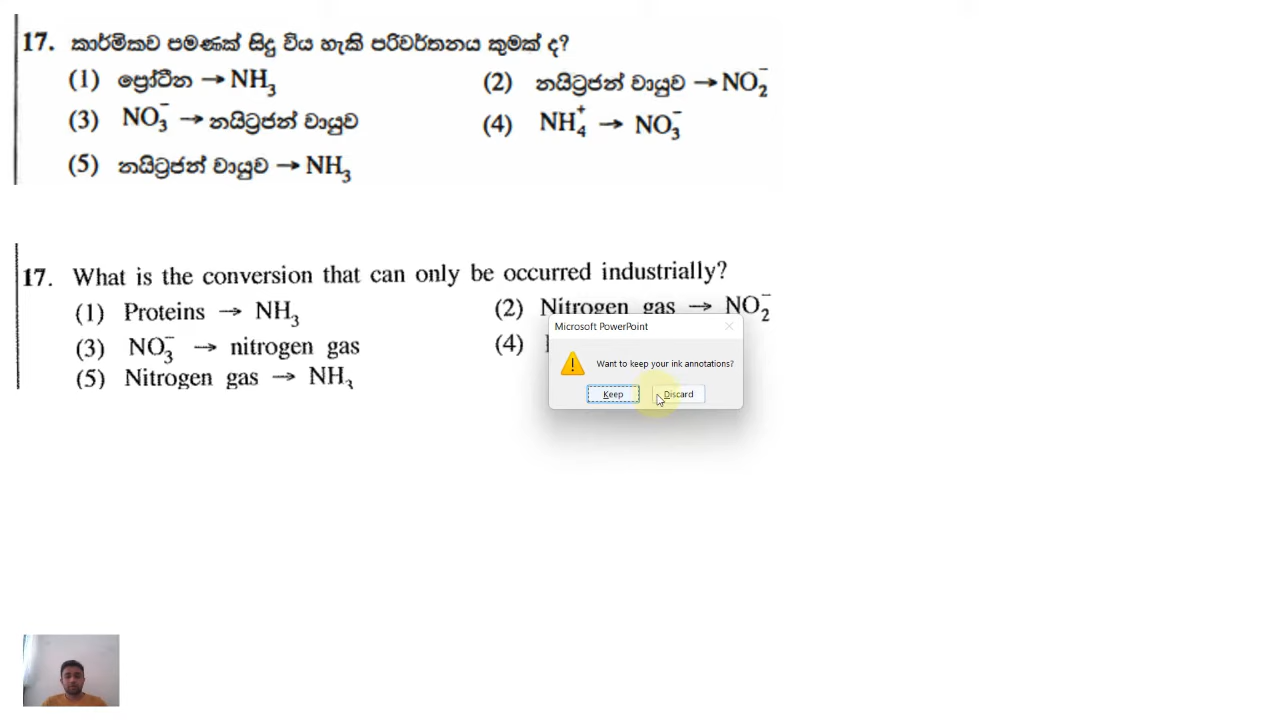 17. කාර්මිකව පමණක් සිදු විය හැකි පරිවර්තනය කුමක් ද?
(1) ප්‍රෝටීන → NH₃ (2) නයිට්‍රජන් වායුව → NO₂⁻
(3) NO₃⁻ → නයිට්‍රජන් වායුව (4) NH₄⁺ → NO₃⁻
(5) නයිට්‍රජන් වායුව → NH₃
17. What is the conversion that can only be occurred industrially?
(1) Proteins → NH₃ (2) Nitrogen gas → NO₂⁻
(3) NO₃⁻ → nitrogen gas (4)
(5) Nitrogen gas → NH₃
Microsoft PowerPoint
Want to keep your ink annotations?
Keep Discard